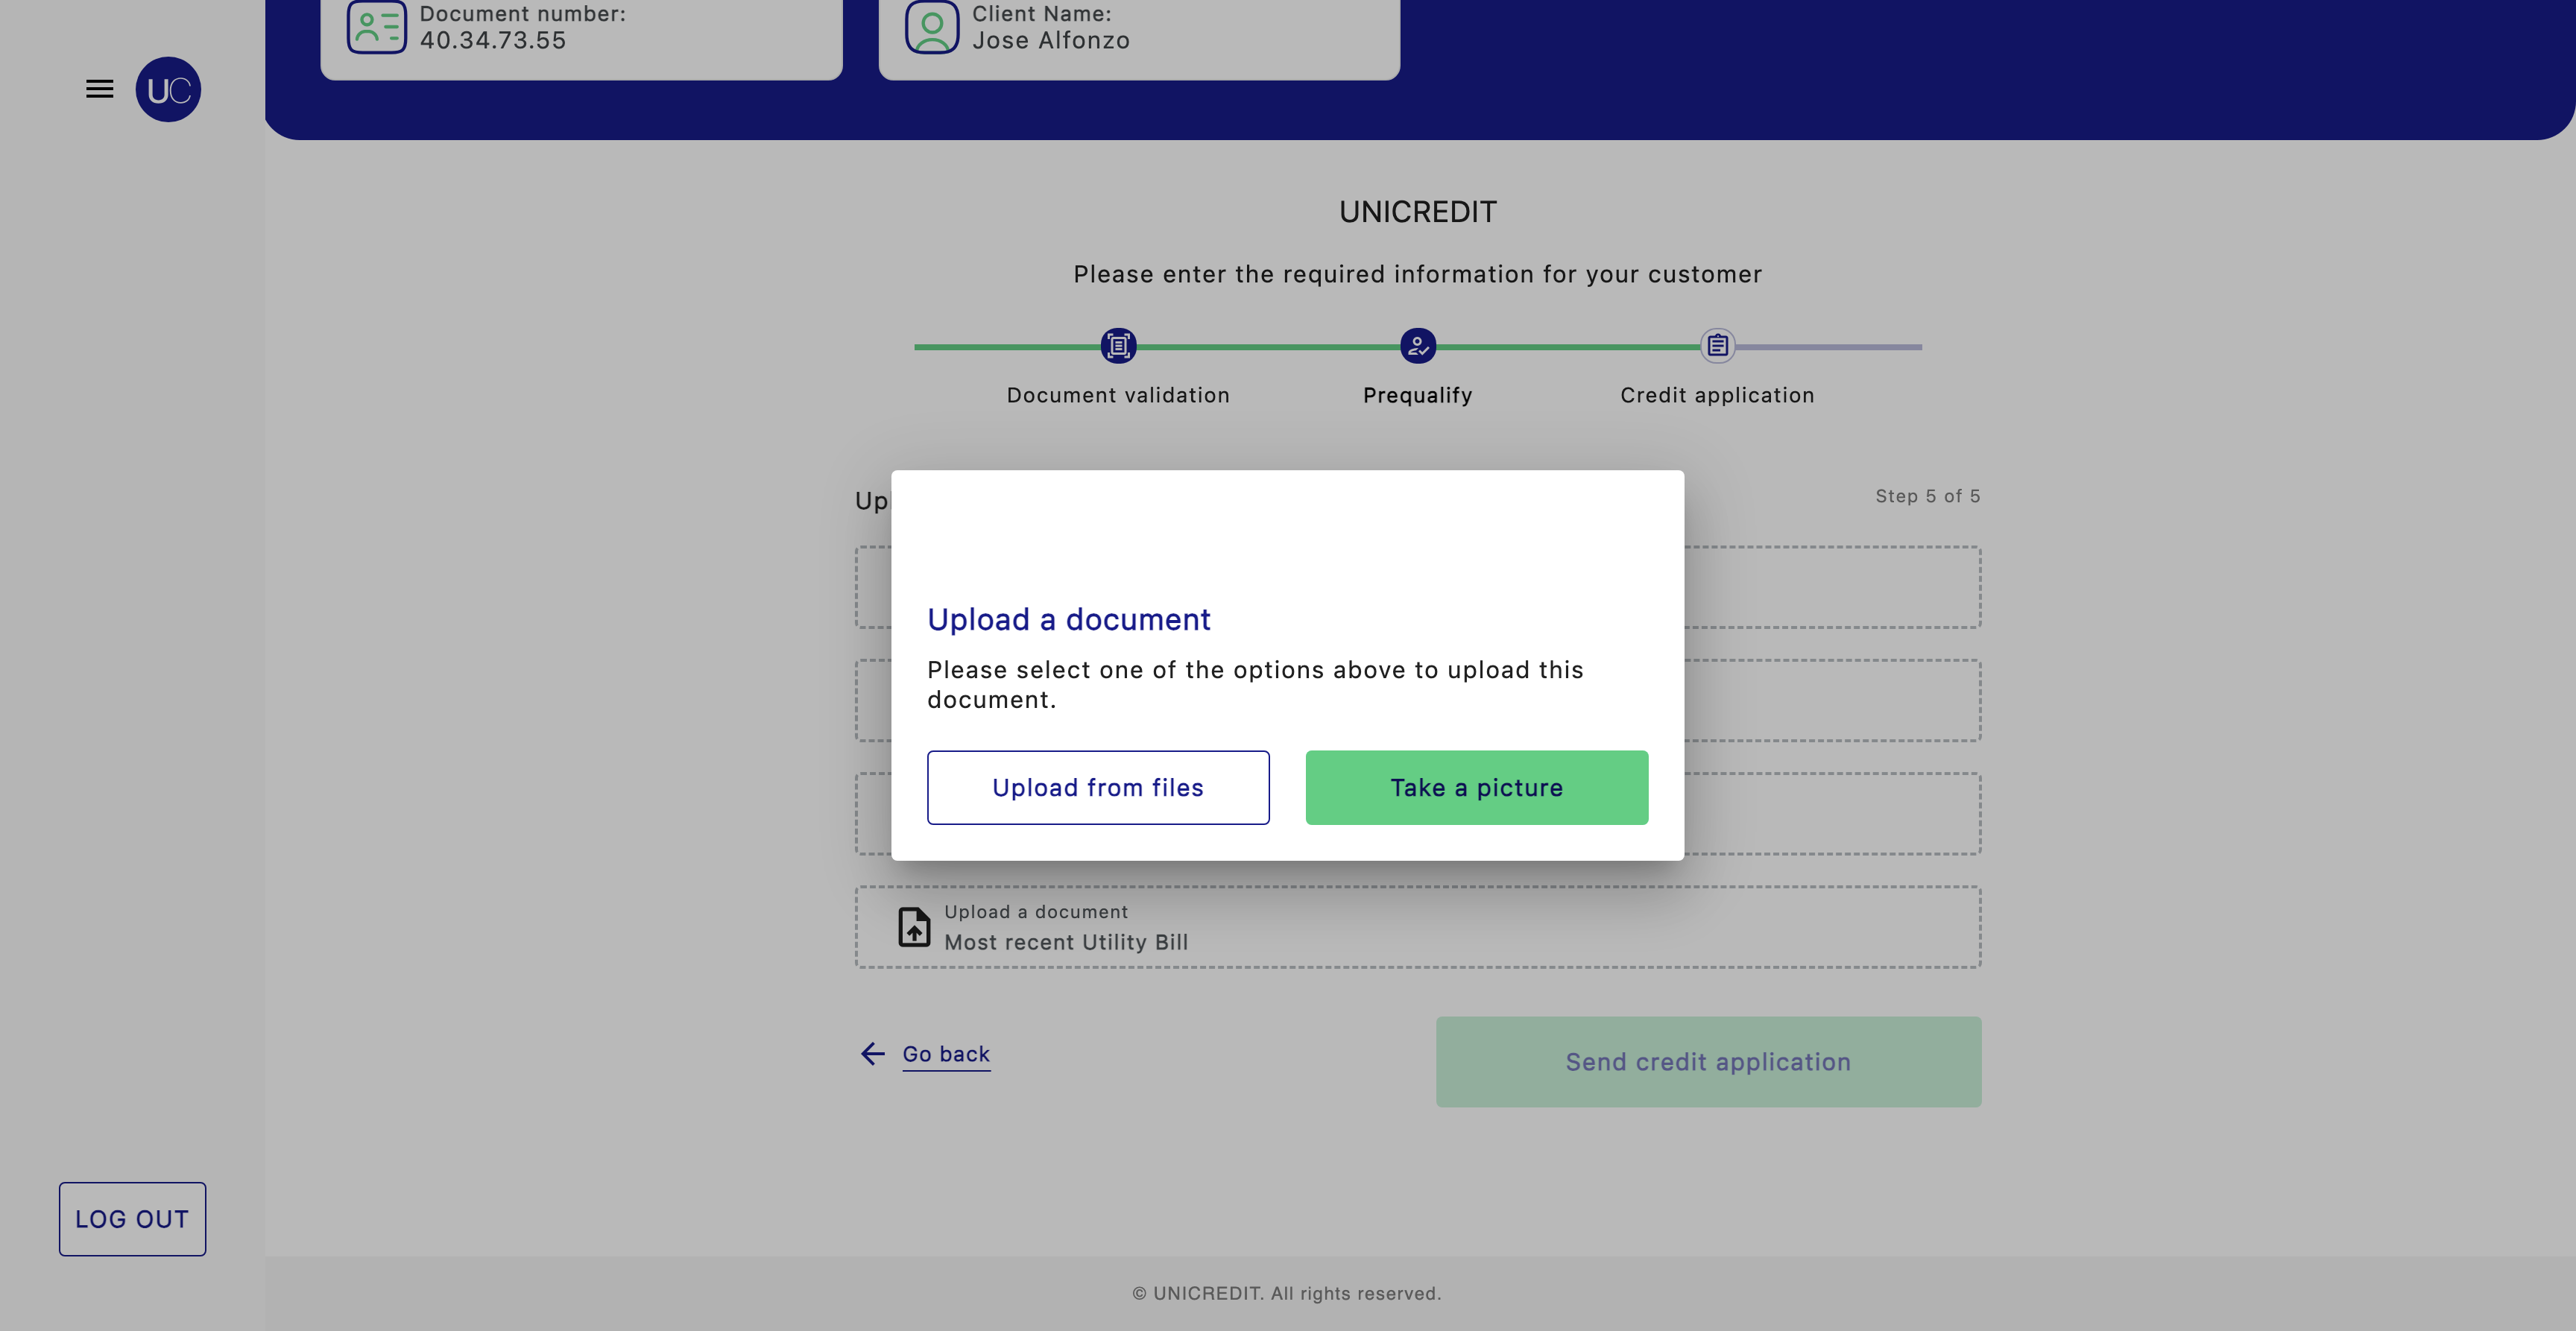 Document number:
40.34.73.55
Client Name:
Jose Alfonzo
UC
UNICREDIT
Please enter the required information for your customer
Document validation
Prequalify
Credit application
Step 5 of 5
Upload a document
Please select one of the options above to upload this
document.
Upload from files
Take a picture
Upload a document
Most recent Utility Bill
Go back
Send credit application
LOG OUT
© UNICREDIT. All rights reserved.